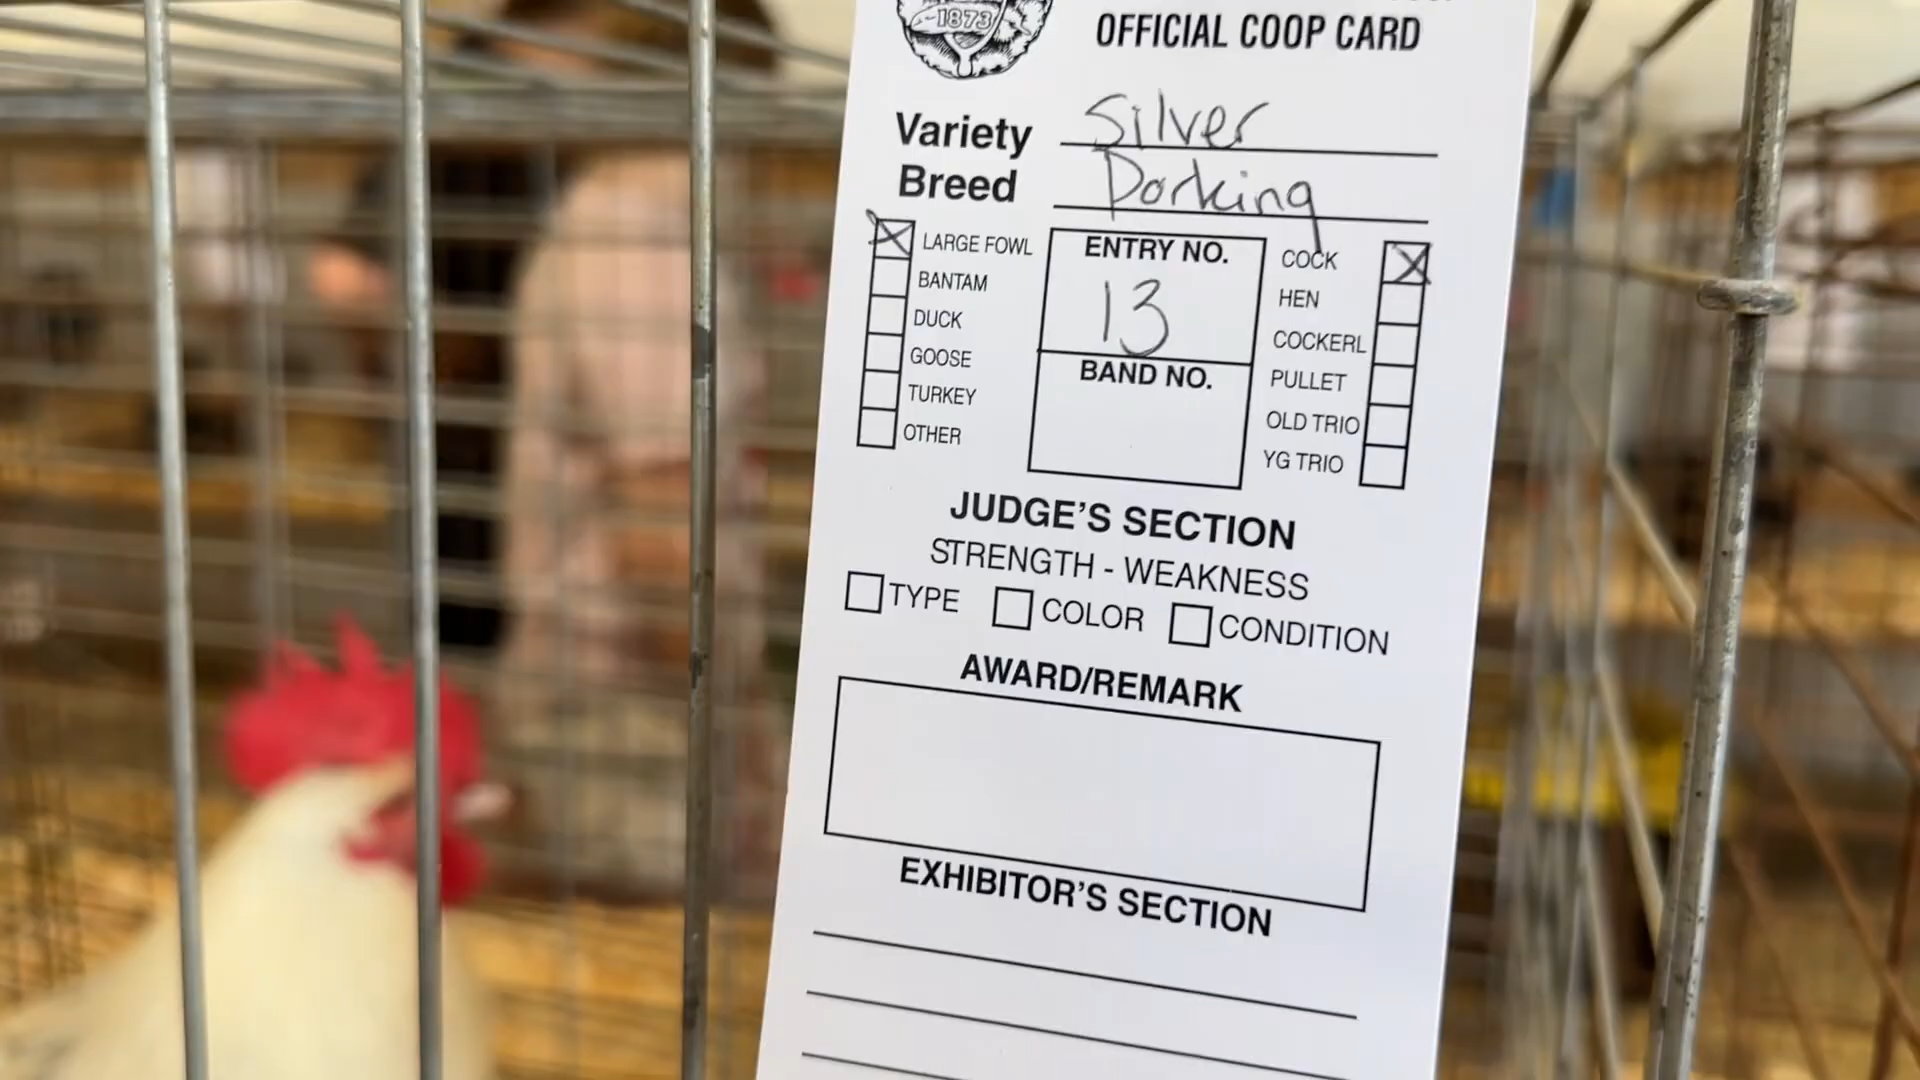 1873
OFFICIAL COOP CARD
Variety Silver
Breed Dorking
LARGE FOWL
BANTAM
DUCK
GOOSE
TURKEY
OTHER
ENTRY NO.
13
BAND NO.
COCK
HEN
COCKERL
PULLET
OLD TRIO
YG TRIO
JUDGE'S SECTION
STRENGTH - WEAKNESS
TYPE COLOR CONDITION
AWARD/REMARK
EXHIBITOR'S SECTION